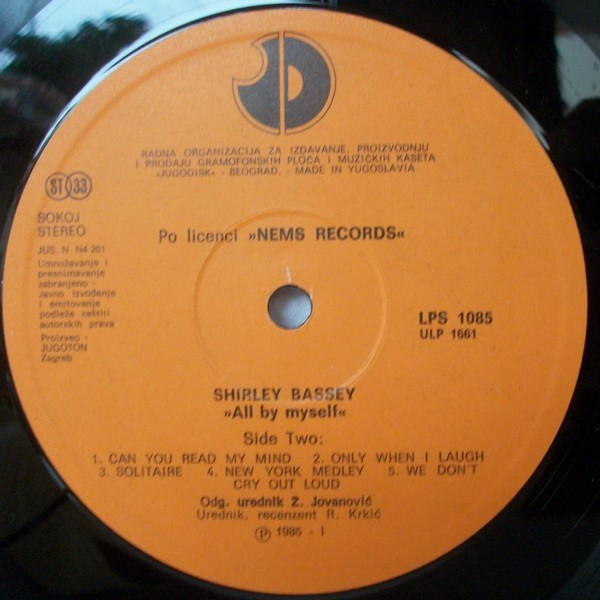 RADNA ORGANIZACIJA ZA IZDAVANJE, PROIZVODNJU
I PRODAJU GRAMOFONSKIH PLOČA I MUZIČKIH KASETA
»JUGODISK« - BEOGRAD. - MADE IN YUGOSLAVIA
ST 33
SOKOJ
STEREO
Po licenci »NEMS RECORDS«
JUS. N. N4 201
Umnožavanje i
presnimavanje
zabranjeno -
Javno izvođenje
i emitovanje
podleže zaštiti
autorskih prava
Proizveo -
JUGOTON
Zagreb
LPS 1085
ULP 1661
SHIRLEY BASSEY
»All by myself«
Side Two:
1. CAN YOU READ MY MIND 2. ONLY WHEN I LAUGH
3. SOLITAIRE 4. NEW YORK MEDLEY 5. WE DON'T
CRY OUT LOUD
Odg. urednik Ž. Jovanović
Urednik, recenzent R. Krkić
℗ 1985 - I